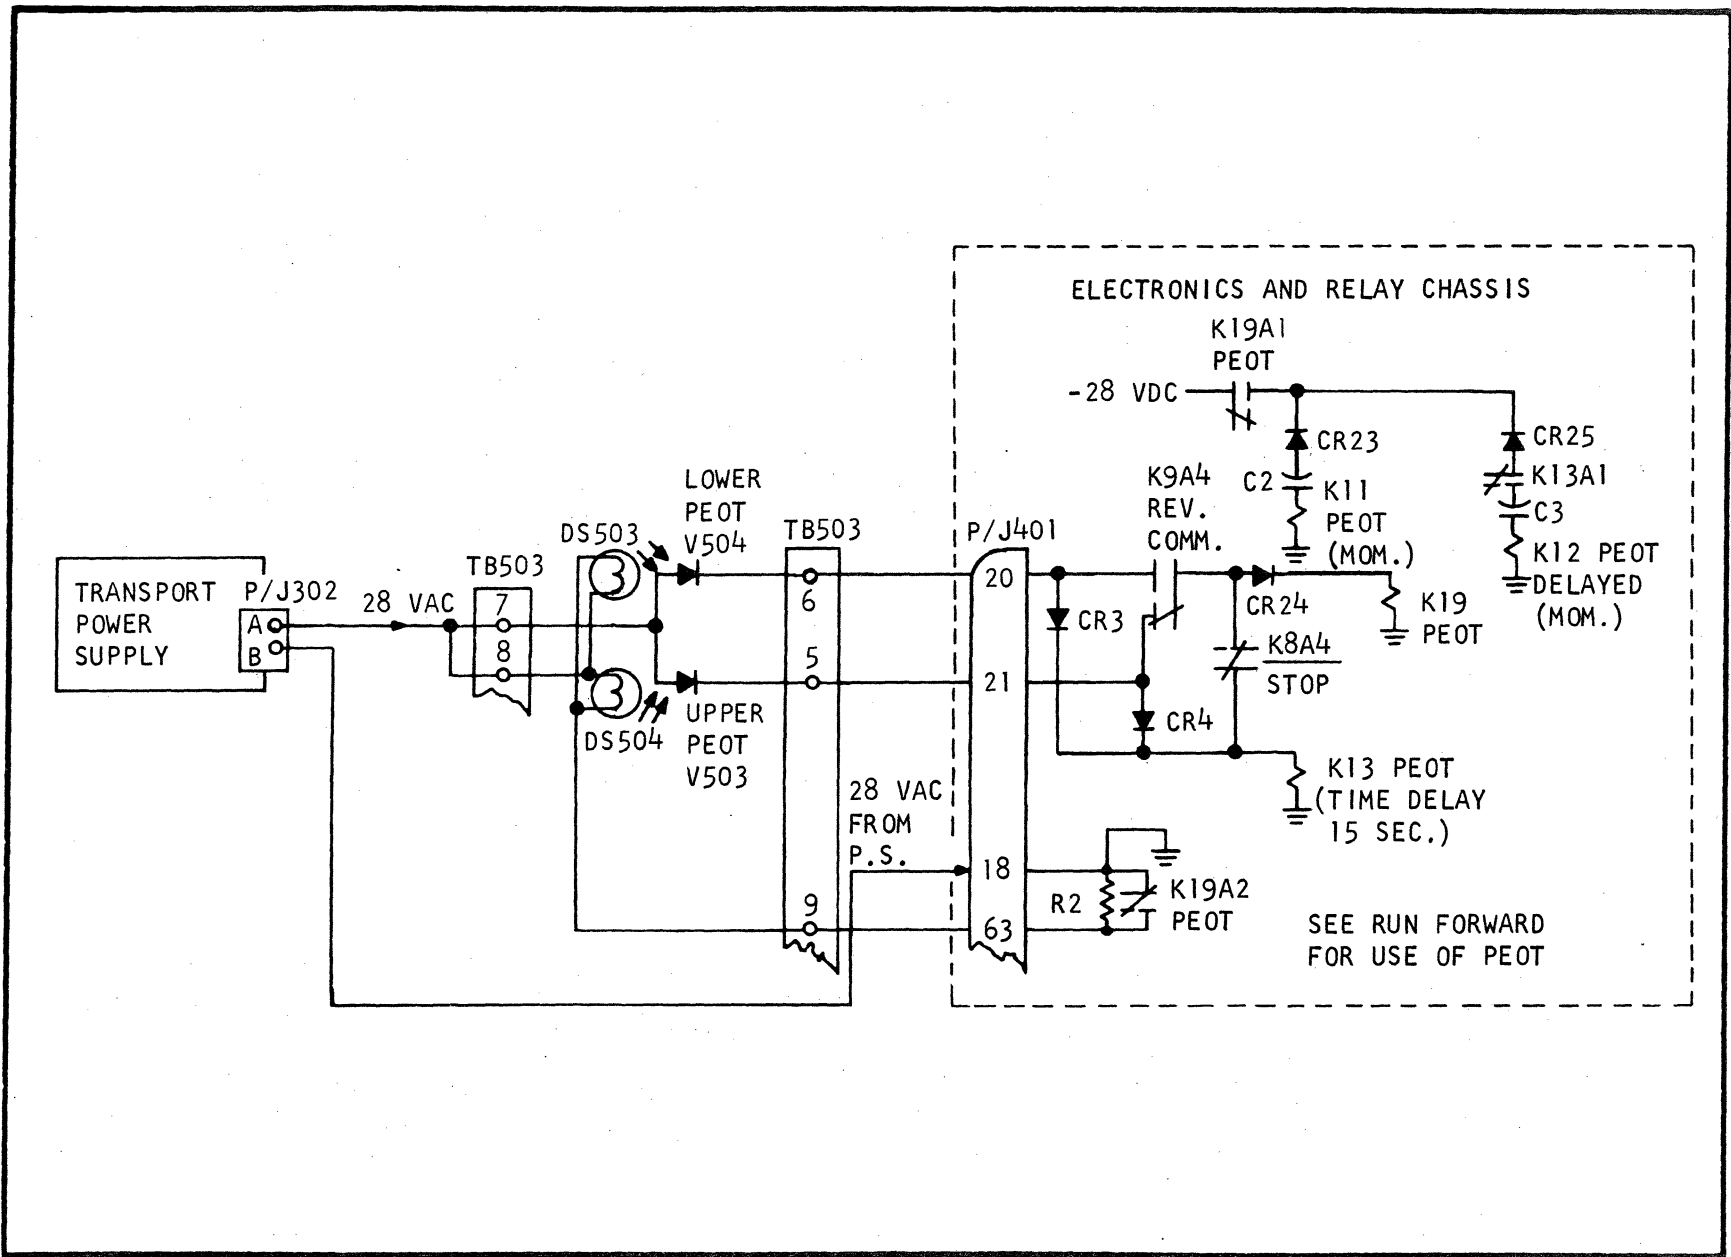 ELECTRONICS AND RELAY CHASSIS
K19A1
PEOT
-28 VDC
CR23
CR25
LOWER
PEOT
V504
K9A4
REV.
COMM.
C2
K11
PEOT
(MOM.)
K13A1
C3
K12 PEOT
DELAYED
(MOM.)
DS503
TB503
P/J401
TB503
TRANSPORT
POWER
SUPPLY
P/J302
A
B
28 VAC
7
8
6
5
20
21
CR3
CR24
K19
PEOT
K8A4
STOP
CR4
DS504
UPPER
PEOT
V503
K13 PEOT
(TIME DELAY
15 SEC.)
28 VAC
FROM
P.S.
9
18
63
R2
K19A2
PEOT
SEE RUN FORWARD
FOR USE OF PEOT